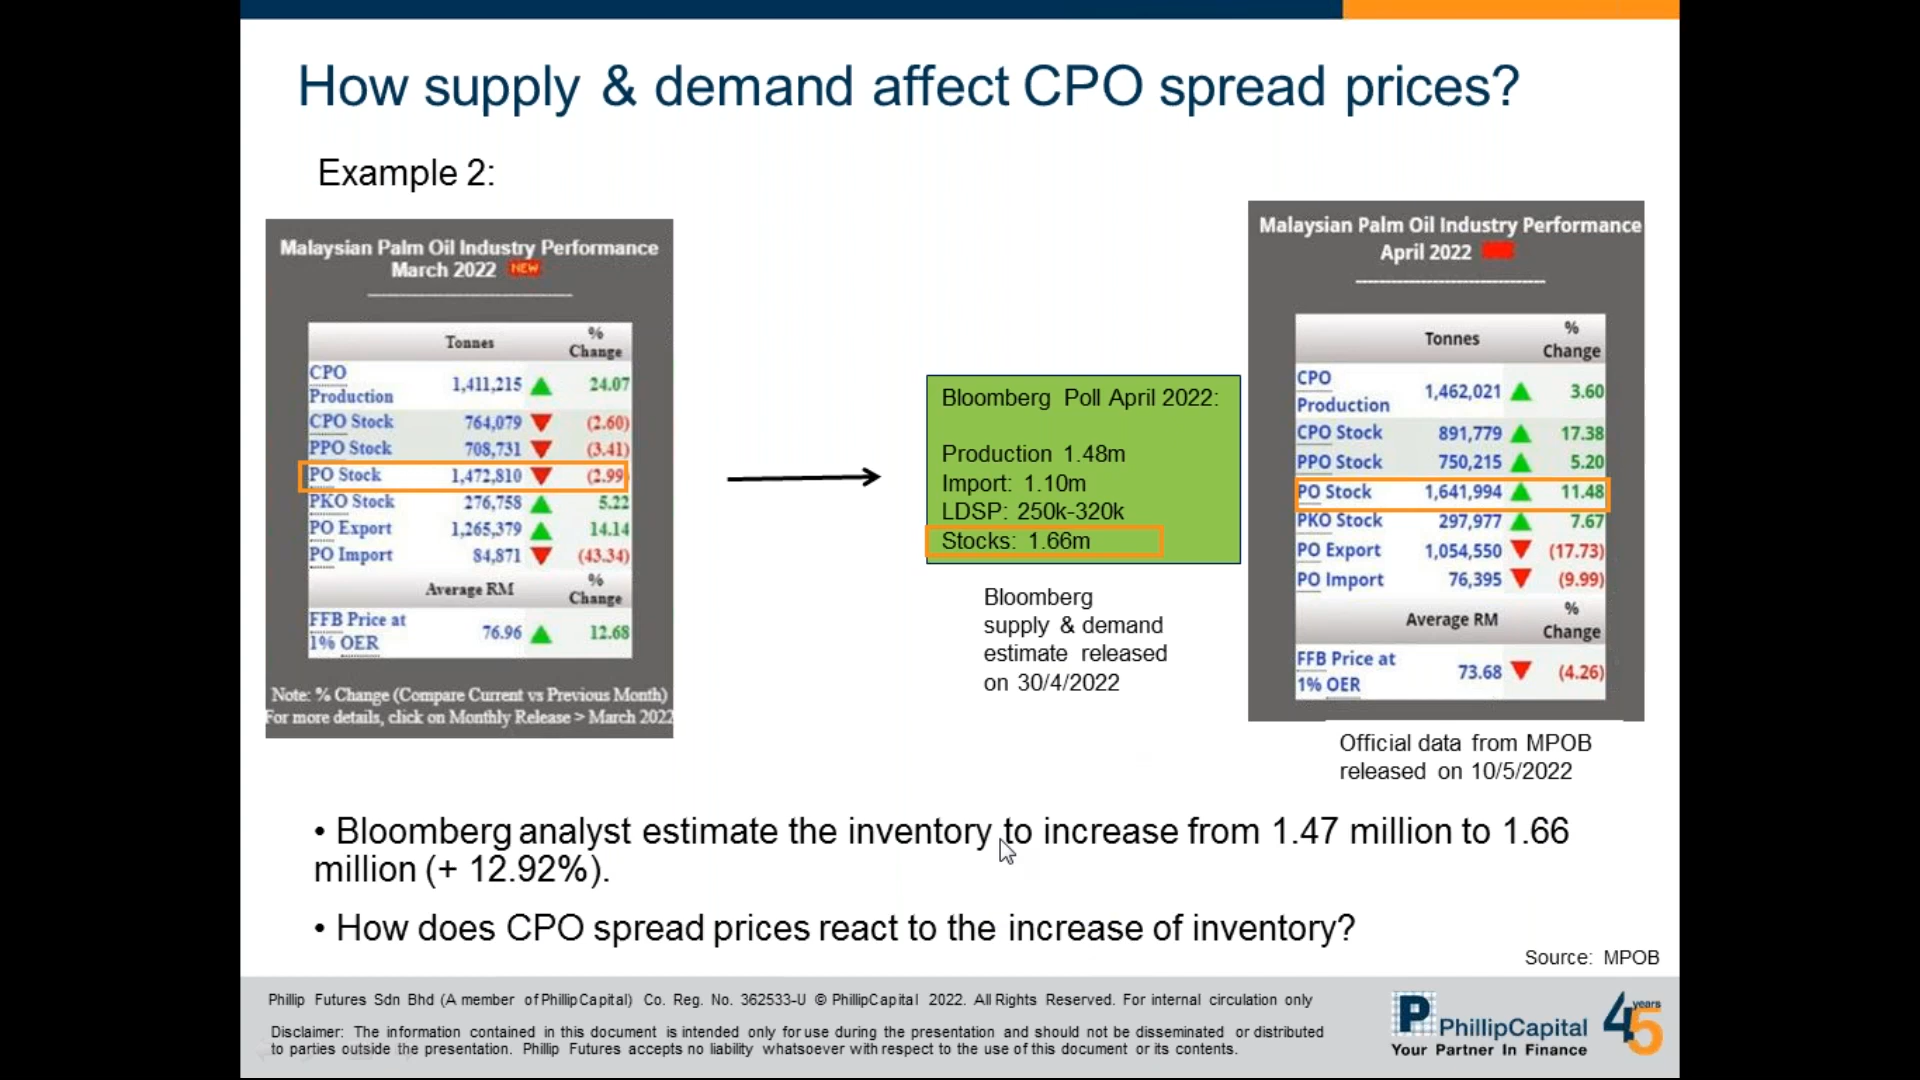 How supply & demand affect CPO spread prices?
Example 2:
Malaysian Palm Oil Industry Performance
March 2022 NEW
Tonnes % Change
CPO Production 1,411,215 24.07
CPO Stock 764,079 (2.60)
PPO Stock 708,731 (3.41)
PO Stock 1,472,810 (2.99)
PKO Stock 276,758 5.22
PO Export 1,265,379 14.14
PO Import 84,871 (43.34)
Average RM % Change
FFB Price at 1% OER 76.96 12.68
Note: % Change (Compare Current vs Previous Month)
For more details, click on Monthly Release > March 2022
Bloomberg Poll April 2022:
Production 1.48m
Import: 1.10m
LDSP: 250k-320k
Stocks: 1.66m
Bloomberg
supply & demand
estimate released
on 30/4/2022
Malaysian Palm Oil Industry Performance
April 2022
Tonnes % Change
CPO Production 1,462,021 3.60
CPO Stock 891,779 17.38
PPO Stock 750,215 5.20
PO Stock 1,641,994 11.48
PKO Stock 297,977 7.67
PO Export 1,054,550 (17.73)
PO Import 76,395 (9.99)
Average RM % Change
FFB Price at 1% OER 73.68 (4.26)
Official data from MPOB
released on 10/5/2022
• Bloomberg analyst estimate the inventory to increase from 1.47 million to 1.66
million (+ 12.92%).
• How does CPO spread prices react to the increase of inventory?
Source: MPOB
Phillip Futures Sdn Bhd (A member of PhillipCapital) Co. Reg. No. 362533-U © PhillipCapital 2022. All Rights Reserved. For internal circulation only
Disclaimer: The information contained in this document is intended only for use during the presentation and should not be disseminated or distributed
to parties outside the presentation. Phillip Futures accepts no liability whatsoever with respect to the use of this document or its contents.
P PhillipCapital
Your Partner In Finance
45 years